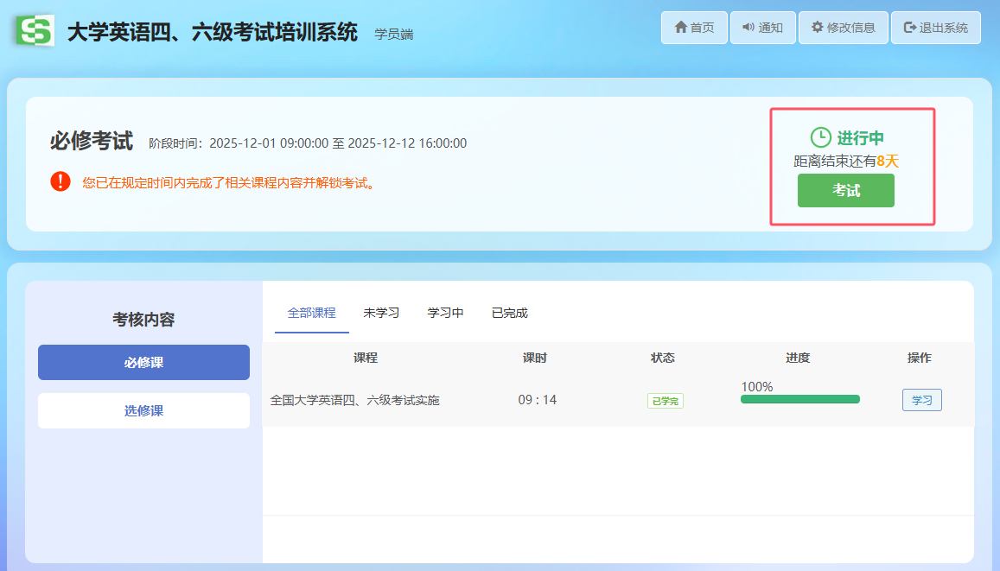 大学英语四、六级考试培训系统 学员端
首页 通知 修改信息 退出系统
必修考试 阶段时间：2025-12-01 09:00:00 至 2025-12-12 16:00:00
您已在规定时间内完成了相关课程内容并解锁考试。
进行中
距离结束还有8天
考试
考核内容
必修课
选修课
全部课程 未学习 学习中 已完成
课程 课时 状态 进度 操作
全国大学英语四、六级考试实施 09 : 14 已学完 100% 学习